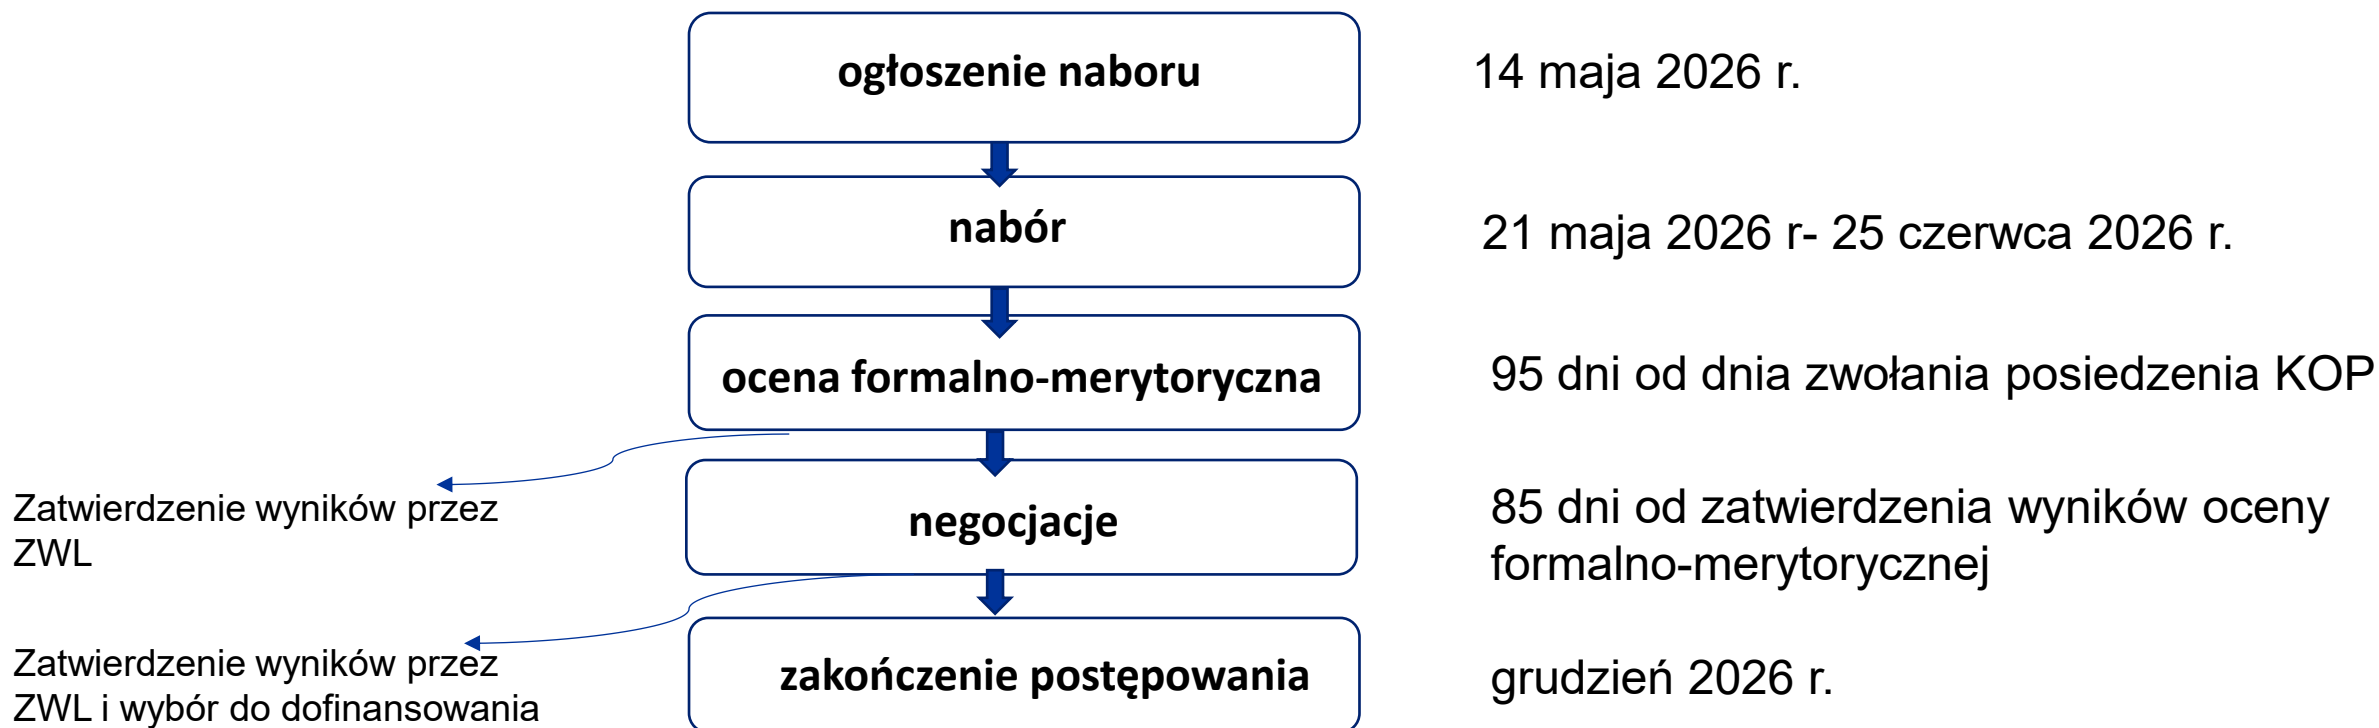 ogłoszenie naboru
14 maja 2026 r.
nabór
21 maja 2026 r- 25 czerwca 2026 r.
ocena formalno-merytoryczna
95 dni od dnia zwołania posiedzenia KOP
Zatwierdzenie wyników przez
ZWL
negocjacje
85 dni od zatwierdzenia wyników oceny
formalno-merytorycznej
Zatwierdzenie wyników przez
ZWL i wybór do dofinansowania
zakończenie postępowania
grudzień 2026 r.